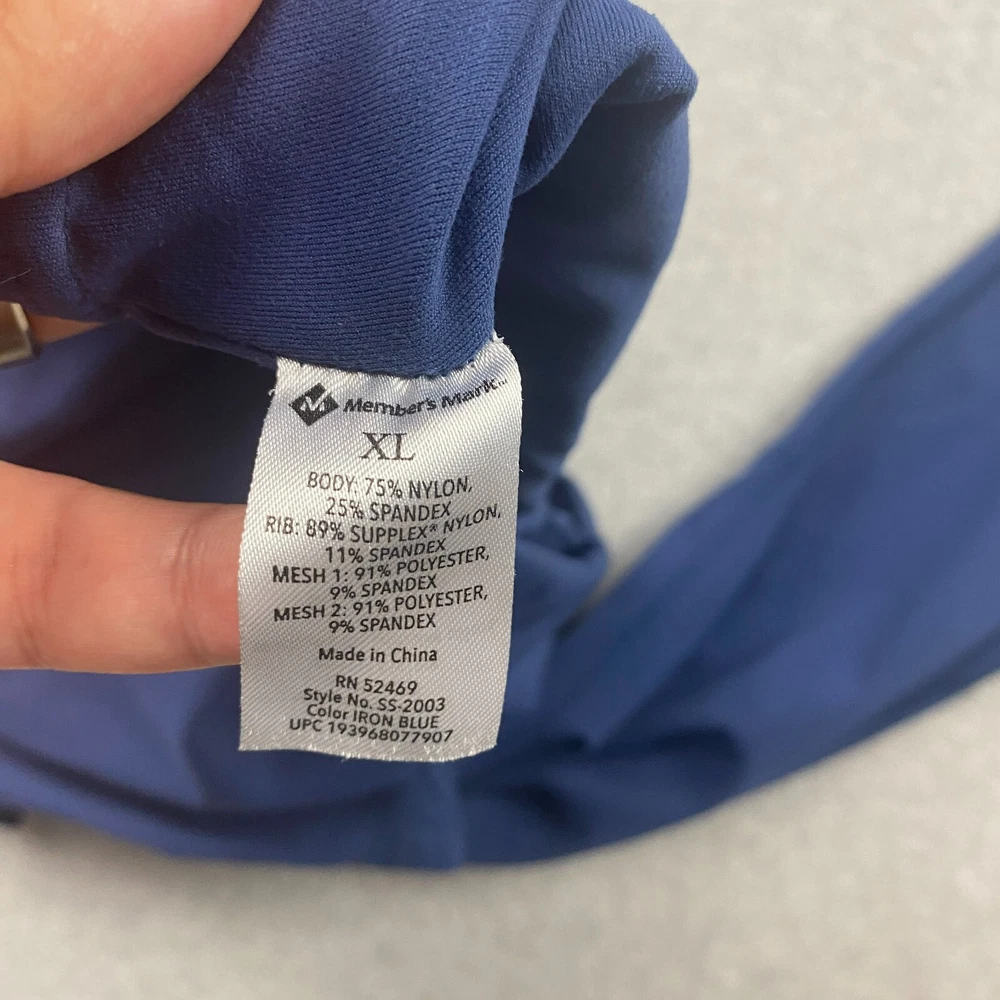 Member's Mark™
XL
BODY: 75% NYLON,
25% SPANDEX
RIB: 89% SUPPLEX® NYLON,
11% SPANDEX
MESH 1: 91% POLYESTER,
9% SPANDEX
MESH 2: 91% POLYESTER,
9% SPANDEX
Made in China
RN 52469
Style No. SS-2003
Color IRON BLUE
UPC 193968077907